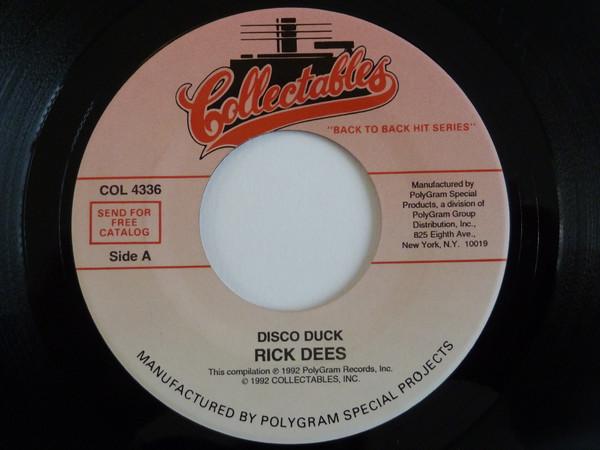 Collectables
"BACK TO BACK HIT SERIES"
COL 4336
SEND FOR
FREE
CATALOG
Side A
Manufactured by
PolyGram Special
Products, a division of
PolyGram Group
Distribution, Inc.,
825 Eighth Ave.,
New York, N.Y. 10019
DISCO DUCK
RICK DEES
This compilation ℗ 1992 PolyGram Records, Inc.
© 1992 COLLECTABLES, INC.
MANUFACTURED BY POLYGRAM SPECIAL PROJECTS